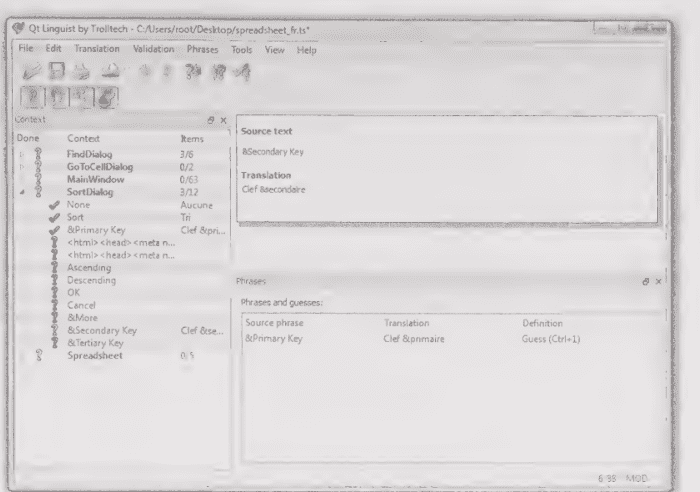 Qt Linguist by Trolltech - C:/Users/root/Desktop/spreadsheet_fr.ts*
File Edit Translation Validation Phrases Tools View Help
Context
Done Context Items
FindDialog 3/6
GoToCellDialog 0/2
MainWindow 0/63
SortDialog 3/12
None Aucune
Sort Tri
&Primary Key Clef &pri...
<html><head><meta n...
<html><head><meta n...
Ascending
Descending
OK
Cancel
&More
&Secondary Key Clef &se...
&Tertiary Key
Spreadsheet 0/5
Source text
&Secondary Key
Translation
Clef &secondaire
Phrases
Phrases and guesses:
Source phrase Translation Definition
&Primary Key Clef &primaire Guess (Ctrl+1)
MOD